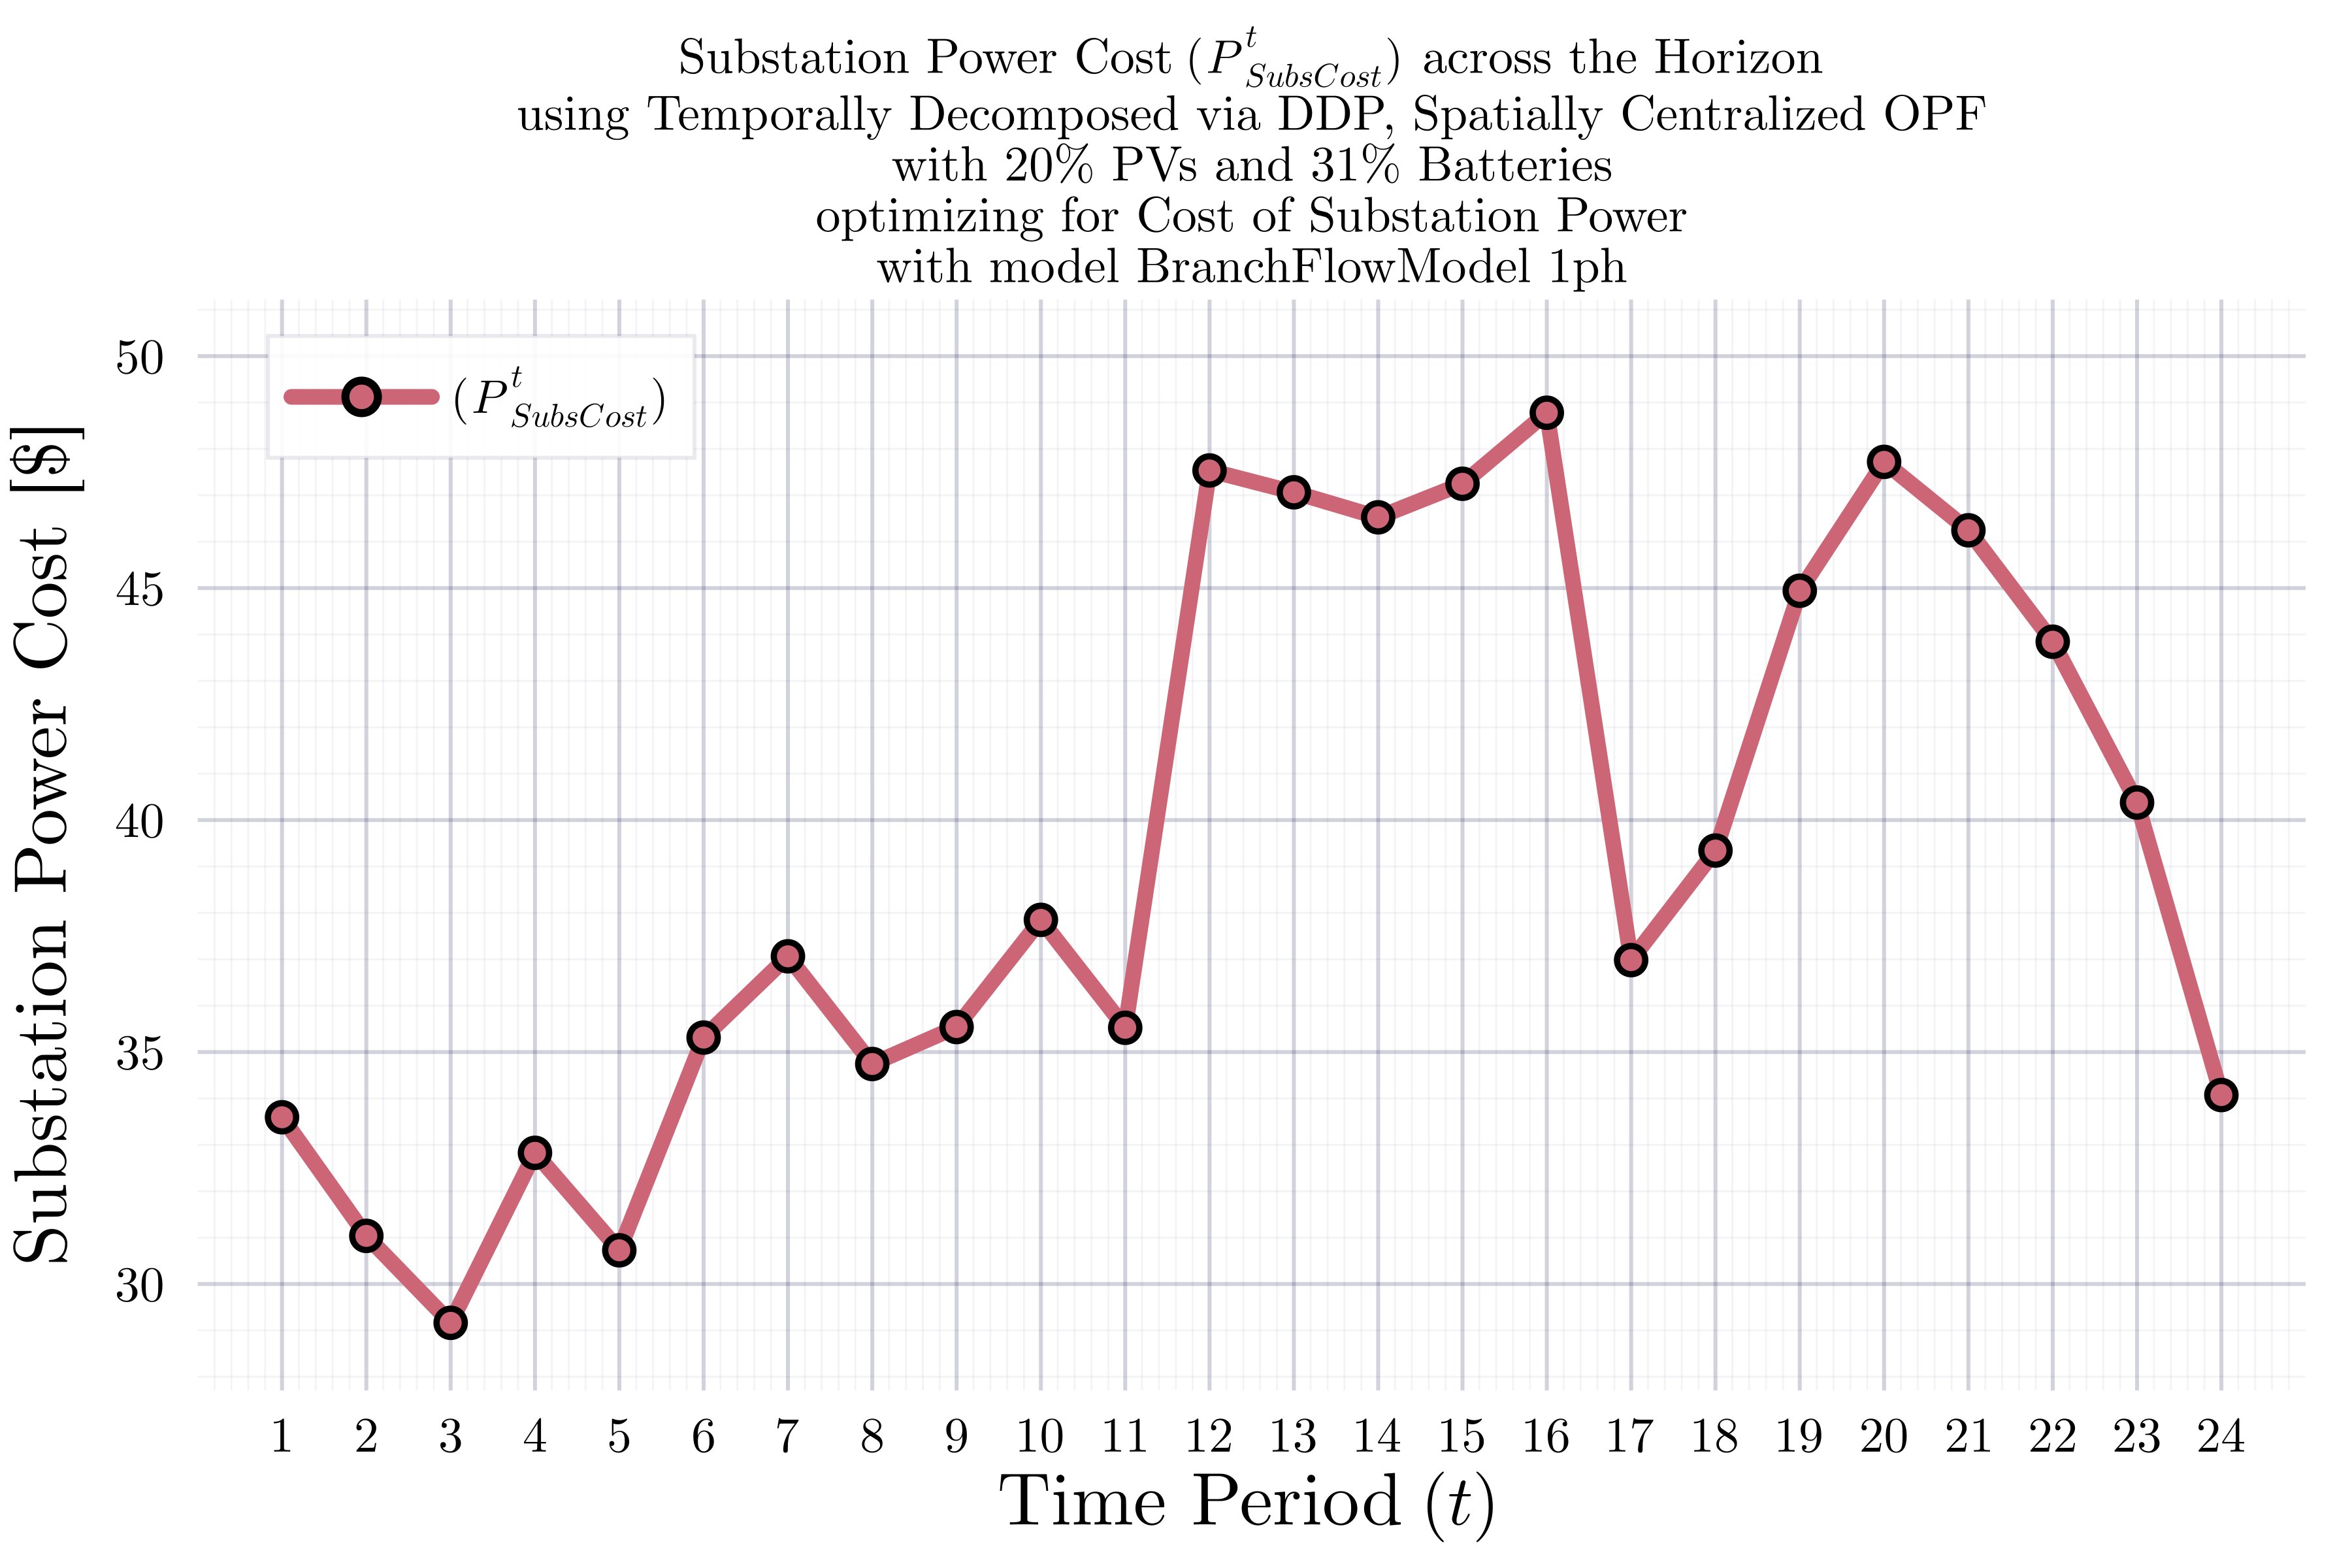 Substation Power Cost (P^t_SubsCost) across the Horizon
using Temporally Decomposed via DDP, Spatially Centralized OPF
with 20% PVs and 31% Batteries
optimizing for Cost of Substation Power
with model BranchFlowModel 1ph
(P^t_SubsCost)
Substation Power Cost [$]
50
45
40
35
30
1 2 3 4 5 6 7 8 9 10 11 12 13 14 15 16 17 18 19 20 21 22 23 24
Time Period (t)